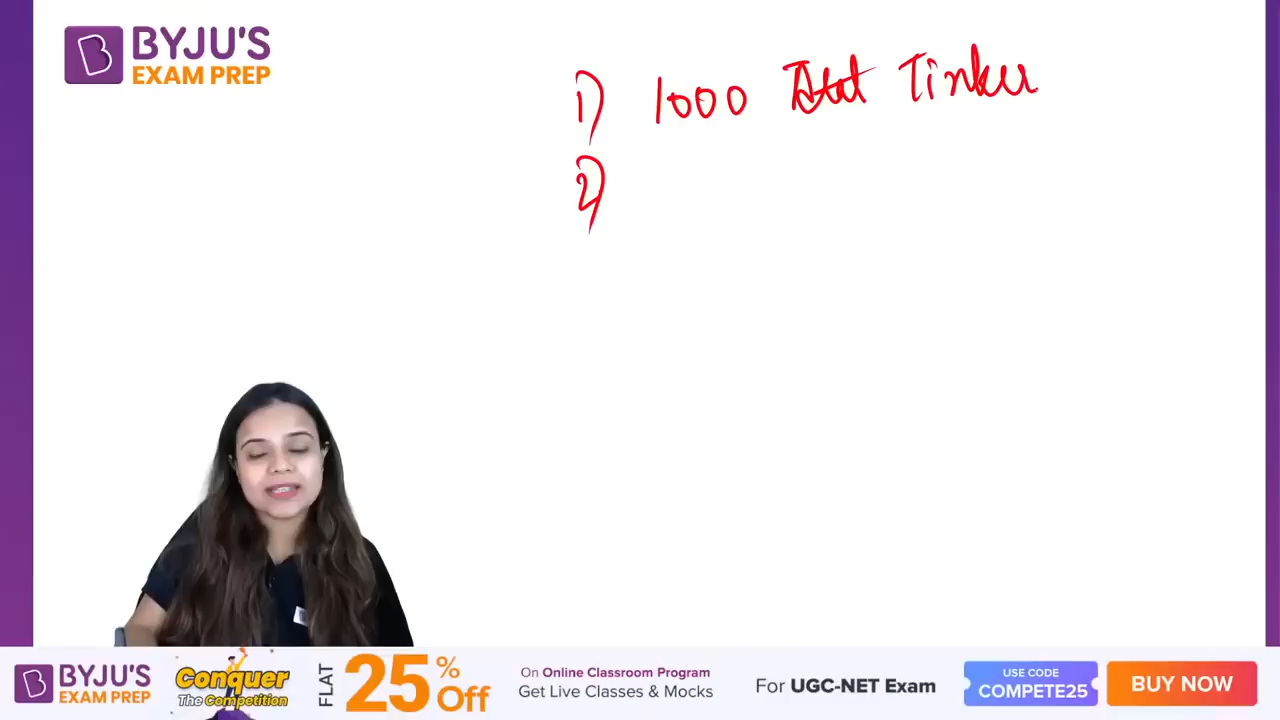 BYJU'S
EXAM PREP
1) 1000 Tinker
2)
BYJU'S
EXAM PREP
Conquer
The Competition
FLAT
25% Off
On Online Classroom Program
Get Live Classes & Mocks
For UGC-NET Exam
USE CODE
COMPETE25
BUY NOW